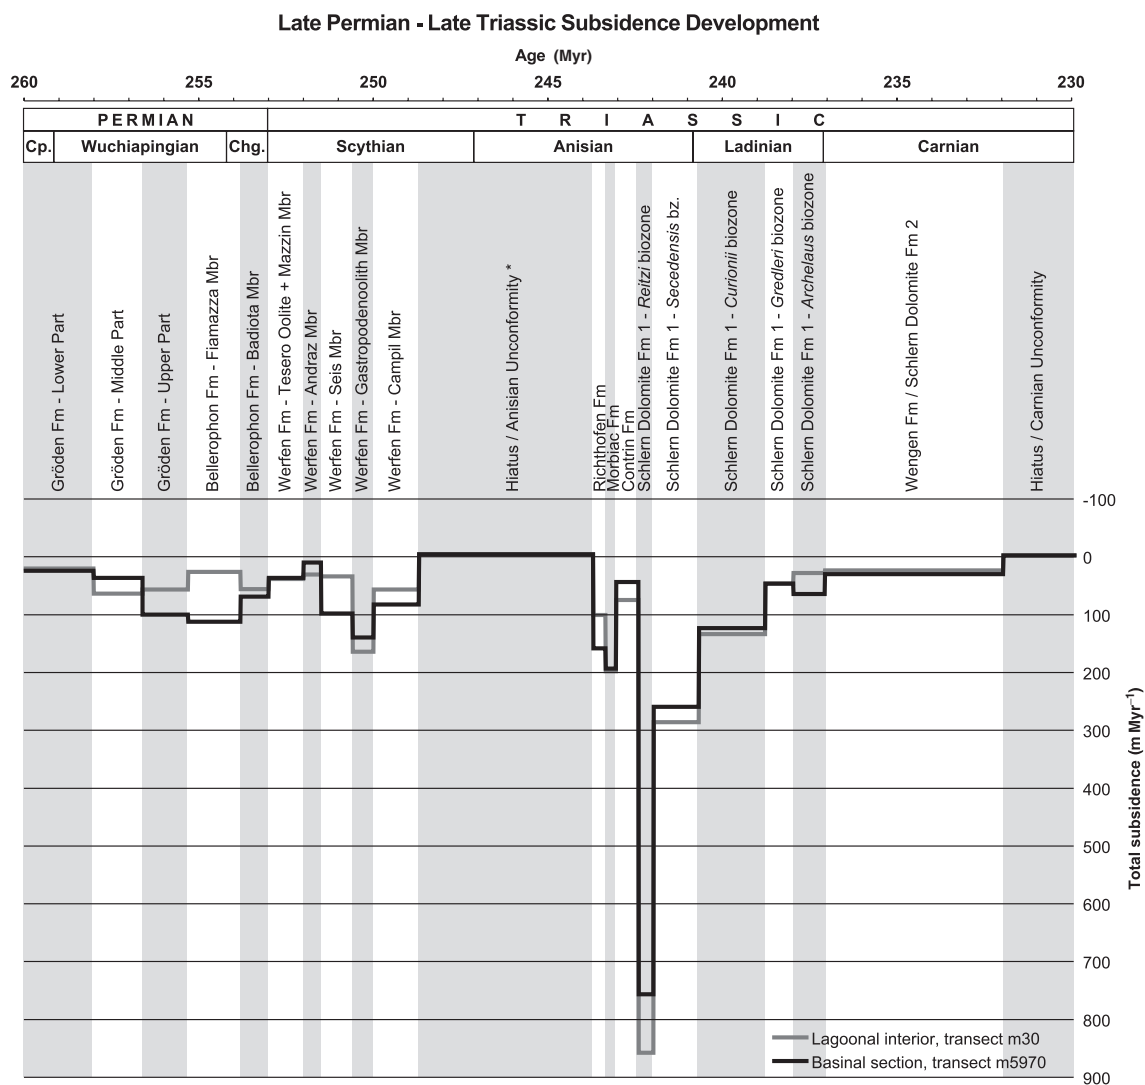 Late Permian - Late Triassic Subsidence Development
Age (Myr)
260 255 250 245 240 235 230
PERMIAN TRIASSIC
Cp. Wuchiapingian Chg. Scythian Anisian Ladinian Carnian
Gröden Fm - Lower Part
Gröden Fm - Middle Part
Gröden Fm - Upper Part
Bellerophon Fm - Fiamazza Mbr
Bellerophon Fm - Badiota Mbr
Werfen Fm - Tesero Oolite + Mazzin Mbr
Werfen Fm - Andraz Mbr
Werfen Fm - Seis Mbr
Werfen Fm - Gastropodenoolith Mbr
Werfen Fm - Campil Mbr
Hiatus / Anisian Unconformity *
Richthofen Fm
Morbiac Fm
Contrin Fm
Schlern Dolomite Fm 1 - Reitzi biozone
Schlern Dolomite Fm 1 - Secedensis bz.
Schlern Dolomite Fm 1 - Curionii biozone
Schlern Dolomite Fm 1 - Gredleri biozone
Schlern Dolomite Fm 1 - Archelaus biozone
Wengen Fm / Schlern Dolomite Fm 2
Hiatus / Carnian Unconformity
-100
0
100
200
300
400
500
600
700
800
900
Total subsidence (m Myr⁻¹)
Lagoonal interior, transect m30
Basinal section, transect m5970